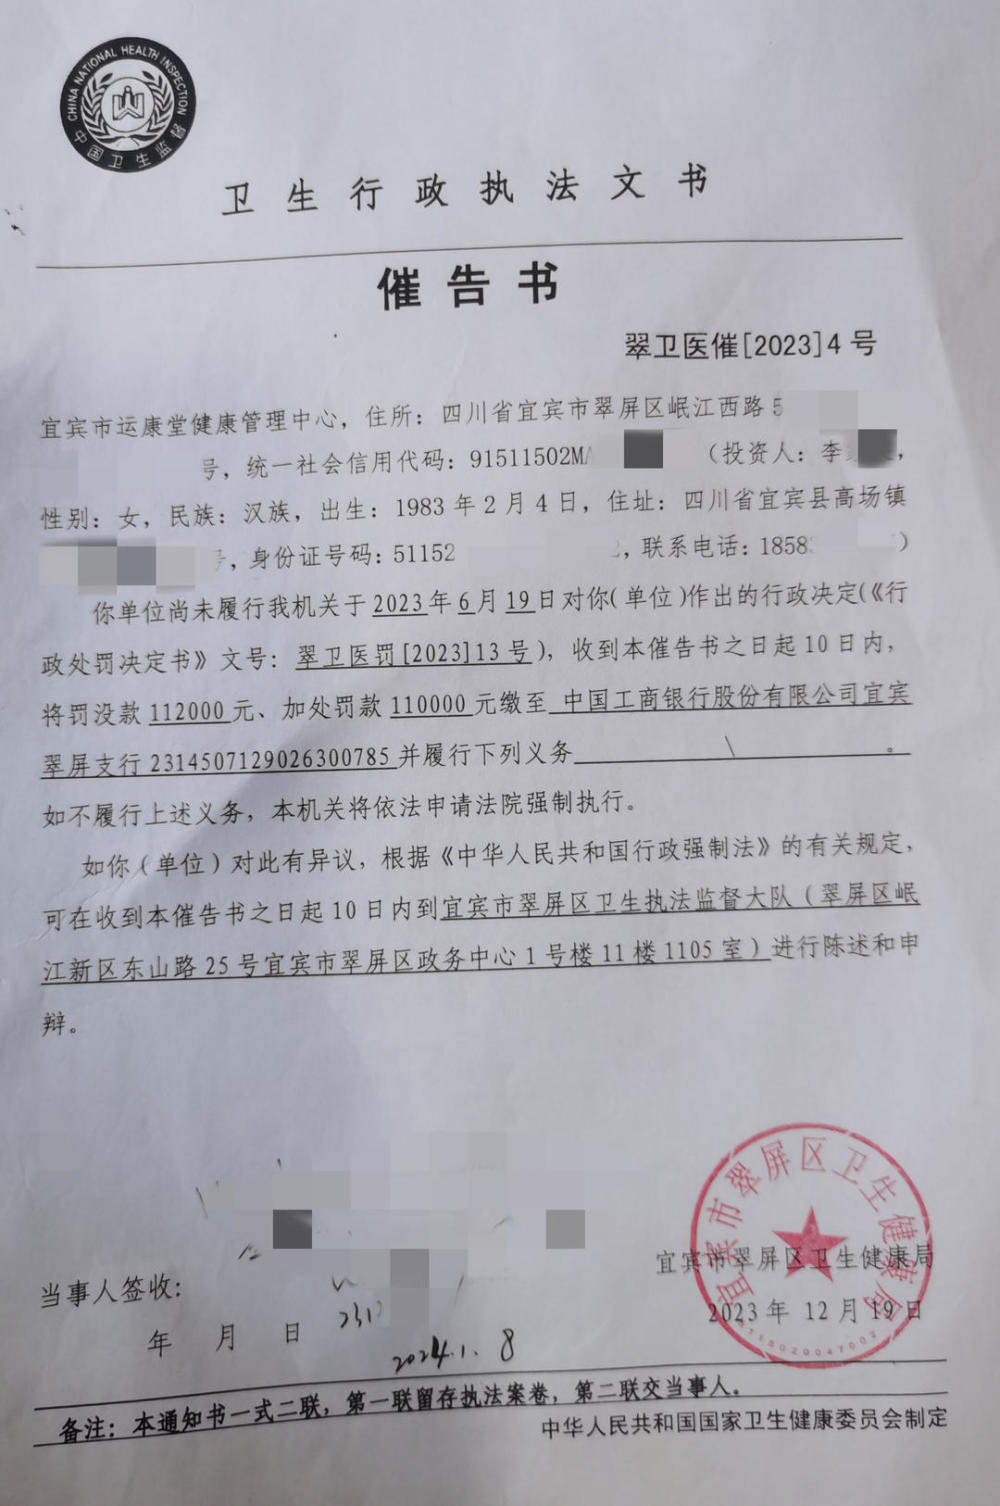 CHINA NATIONAL HEALTH INSPECTION
中国卫生监督
卫生行政执法文书
催告书
翠卫医催[2023]4号
宜宾市运康堂健康管理中心，住所：四川省宜宾市翠屏区岷江西路5
号，统一社会信用代码：91511502MA （投资人：李 ，
性别：女，民族：汉族，出生：1983年2月4日，住址：四川省宜宾县高场镇
号，身份证号码：51152 2，联系电话：1858 ）
你单位尚未履行我机关于2023年6月19日对你(单位)作出的行政决定(《行
政处罚决定书》文号：翠卫医罚[2023]13号)，收到本催告书之日起10日内，
将罚没款112000元、加处罚款110000元缴至 中国工商银行股份有限公司宜宾
翠屏支行2314507129026300785并履行下列义务 \ 。
如不履行上述义务，本机关将依法申请法院强制执行。
如你（单位）对此有异议，根据《中华人民共和国行政强制法》的有关规定，
可在收到本催告书之日起10日内到宜宾市翠屏区卫生执法监督大队（翠屏区岷
江新区东山路25号宜宾市翠屏区政务中心1号楼11楼1105室）进行陈述和申
辩。
宜宾市翠屏区卫生健康局
宜宾市翠屏区卫生健康局
当事人签收：
2023年12月19日
5115020047002
年 月 日
2024.1.8
备注：本通知书一式二联，第一联留存执法案卷，第二联交当事人。
中华人民共和国国家卫生健康委员会制定